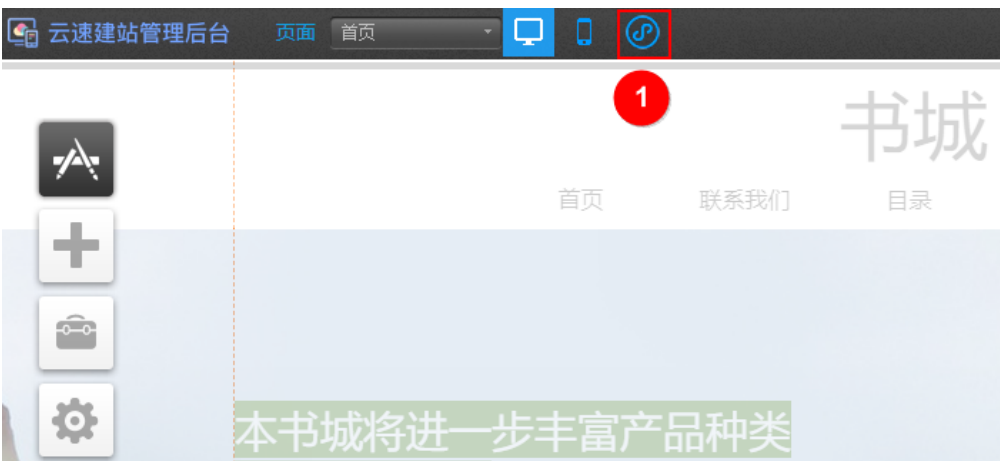 云速建站管理后台 页面 首页
1
书城
首页 联系我们 目录
本书城将进一步丰富产品种类